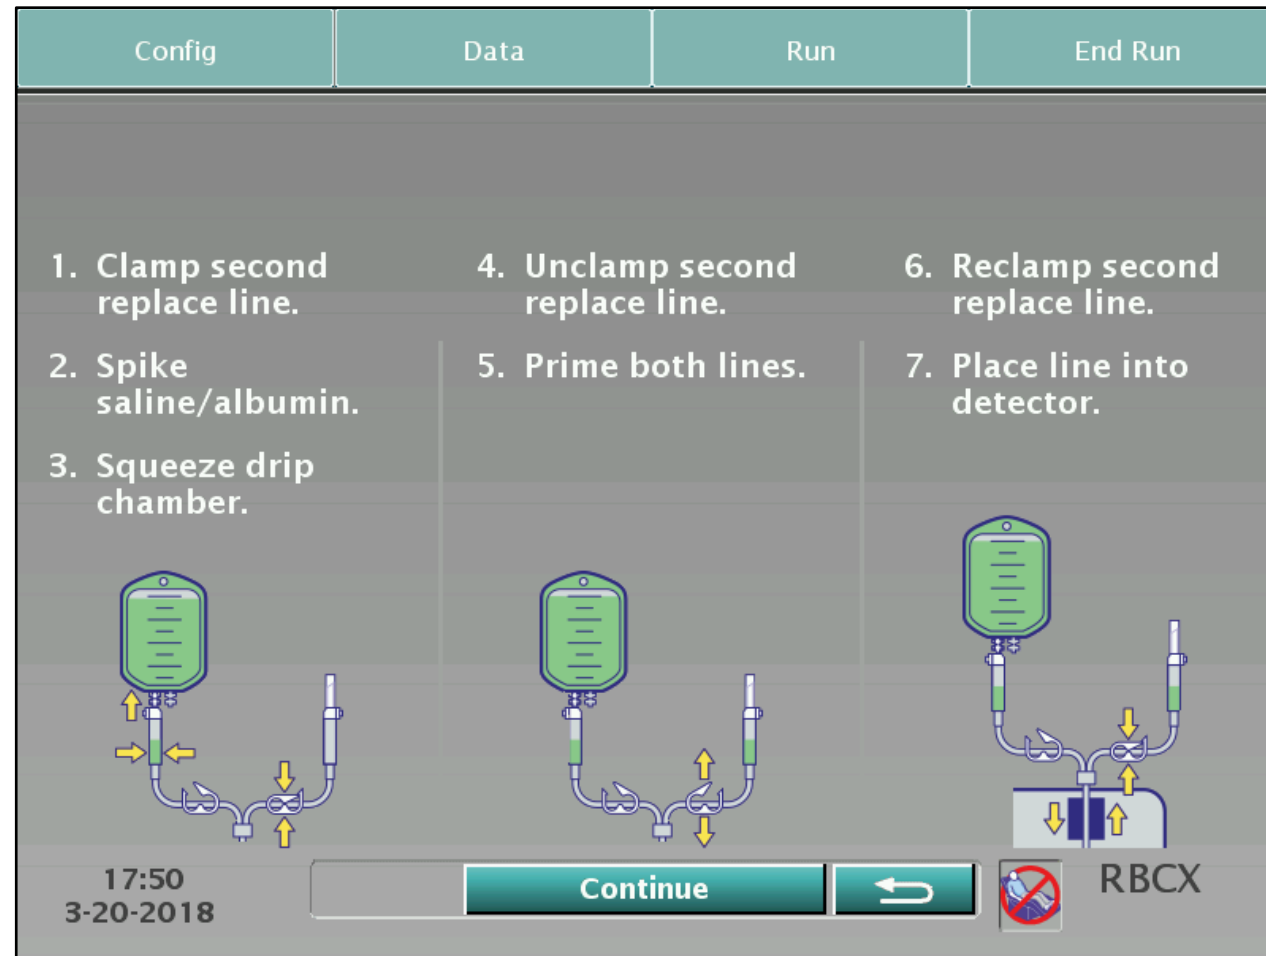 Config
Data
Run
End Run
1. Clamp second
replace line.
2. Spike
saline/albumin.
3. Squeeze drip
chamber.
4. Unclamp second
replace line.
5. Prime both lines.
6. Reclamp second
replace line.
7. Place line into
detector.
17:50
3-20-2018
Continue
RBCX